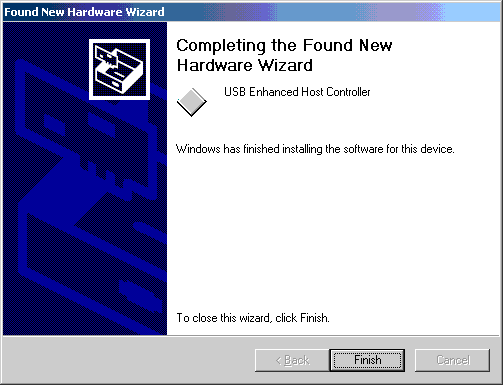 Found New Hardware Wizard
Completing the Found New
Hardware Wizard
USB Enhanced Host Controller
Windows has finished installing the software for this device.
To close this wizard, click Finish.
< Back
Finish
Cancel